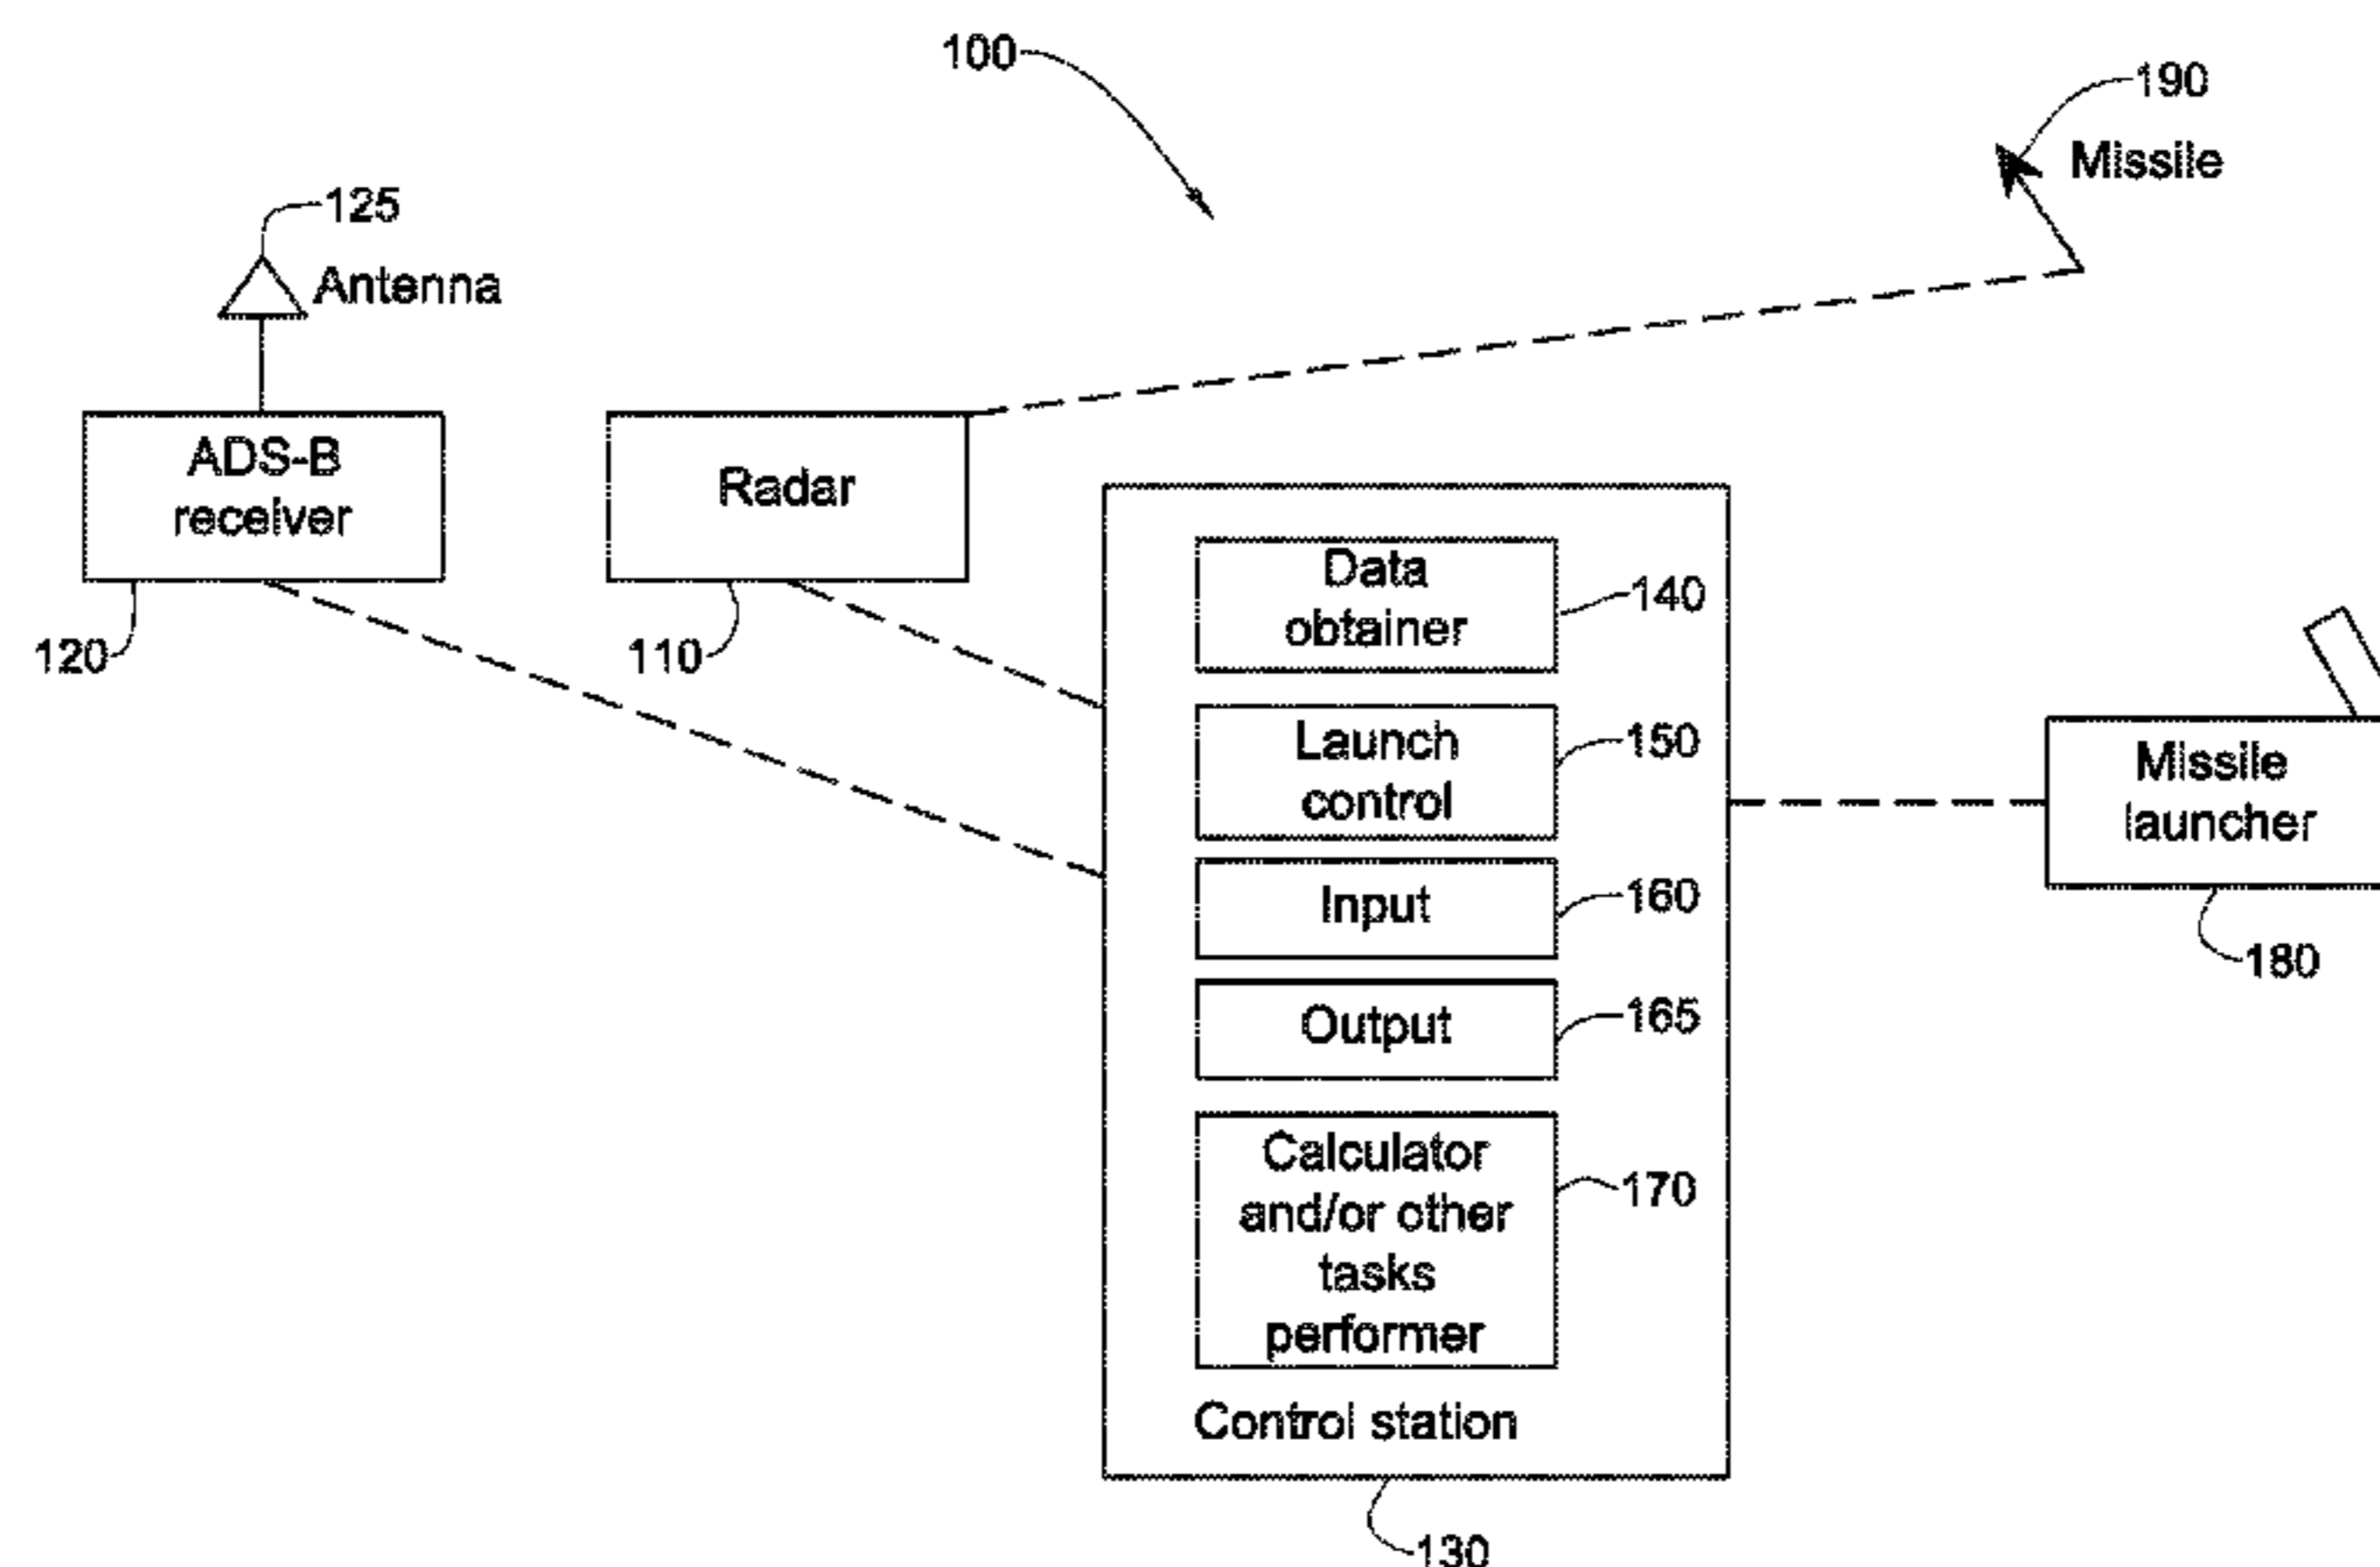 100
190
Missile
125
Antenna
ADS-B
receiver
120
Radar
110
Data
obtainer
140
Launch
control
150
Input
160
Output
165
Calculator
and/or other
tasks
performer
170
Control station
130
Missile
launcher
180